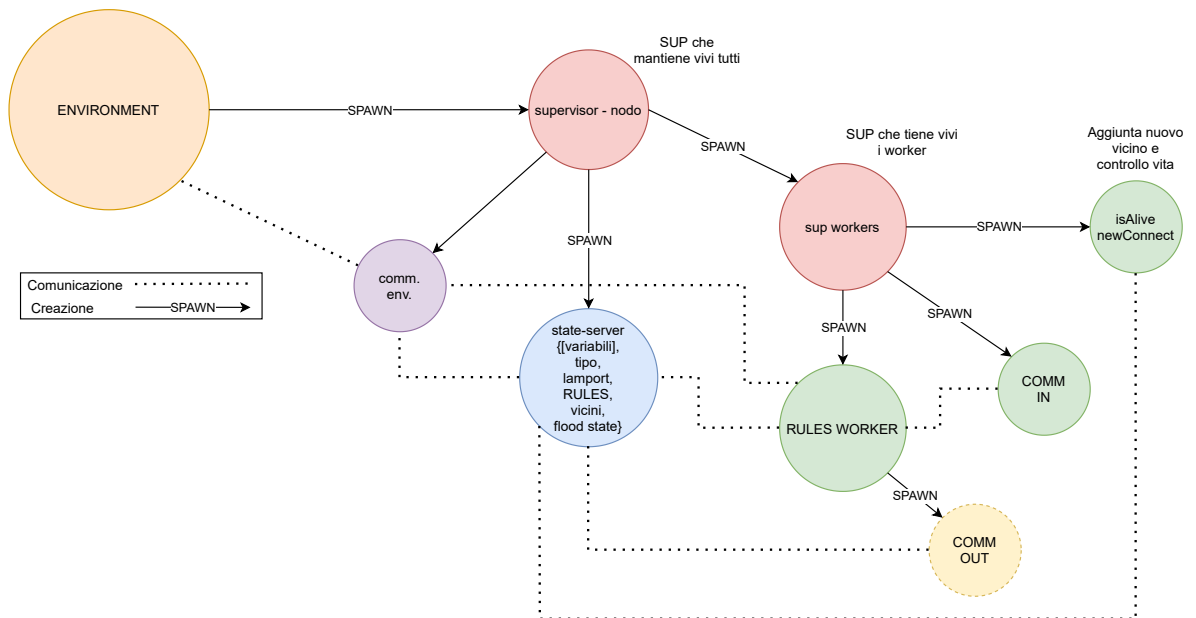 ENVIRONMENT
SPAWN
supervisor - nodo
SUP che
mantiene vivi tutti
SPAWN
SUP che tiene vivi
i worker
Aggiunta nuovo
vicino e
controllo vita
sup workers
SPAWN
isAlive
newConnect
SPAWN
comm.
env.
Comunicazione
Creazione
SPAWN
state-server
{[variabili],
tipo,
lamport,
RULES,
vicini,
flood state}
SPAWN
SPAWN
COMM
IN
RULES WORKER
SPAWN
COMM
OUT